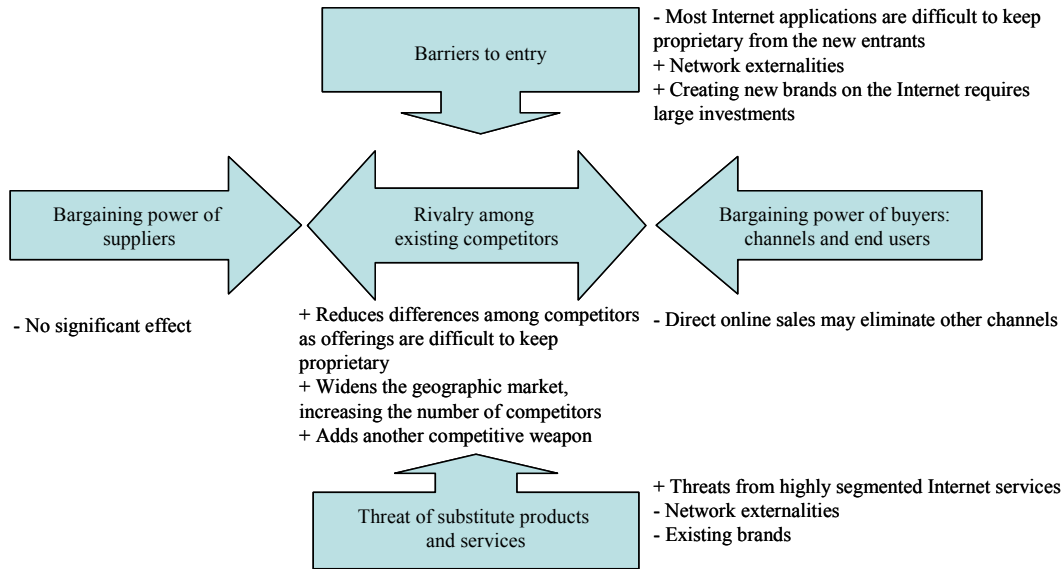 Barriers to entry
- Most Internet applications are difficult to keep
proprietary from the new entrants
+ Network externalities
+ Creating new brands on the Internet requires
large investments
Bargaining power of
suppliers
- No significant effect
Rivalry among
existing competitors
+ Reduces differences among competitors
as offerings are difficult to keep
proprietary
+ Widens the geographic market,
increasing the number of competitors
+ Adds another competitive weapon
Bargaining power of buyers:
channels and end users
- Direct online sales may eliminate other channels
Threat of substitute products
and services
+ Threats from highly segmented Internet services
- Network externalities
- Existing brands